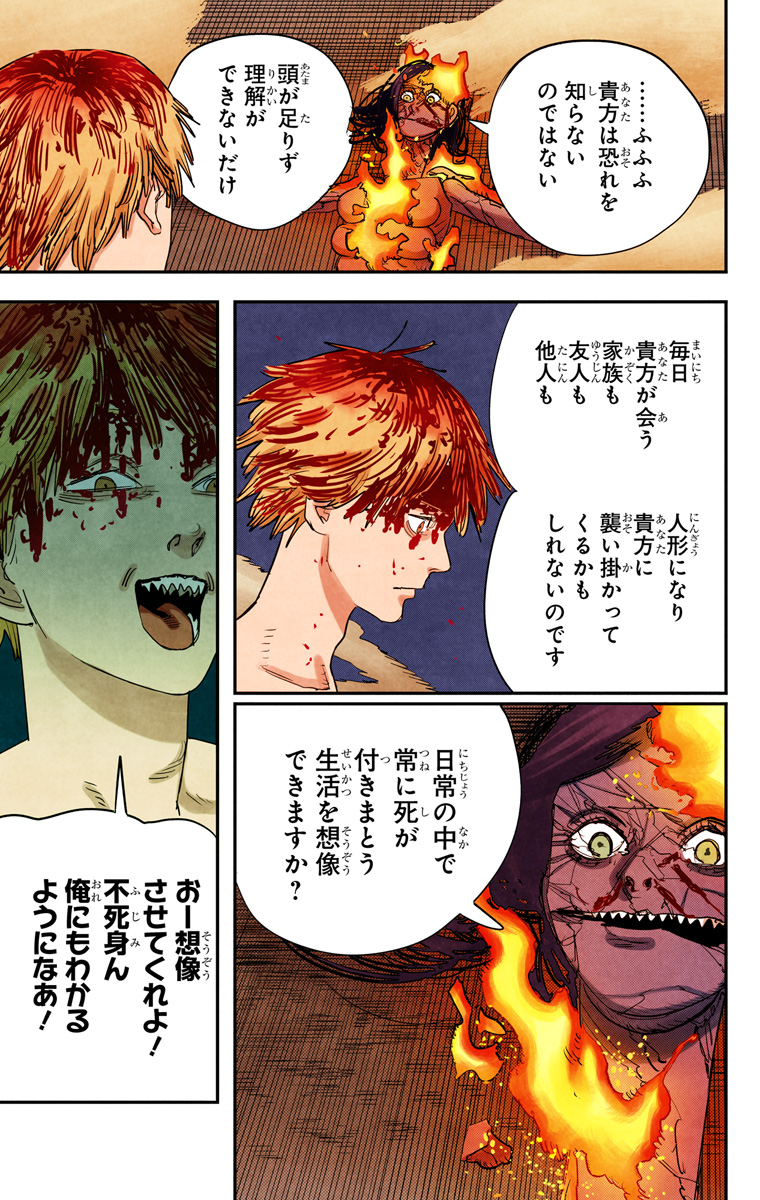 ……ふふふ
貴方は恐れを
知らない
のではない
頭が足りず
理解が
できないだけ
毎日
貴方が会う
家族も
友人も
他人も
人形になり
貴方に
襲い掛かって
くるかも
しれないのです
日常の中で
常に死が
付きまとう
生活を想像
できますか？
おー想像
させてくれよ！
不死身ん
俺にもわかる
ようになあ！